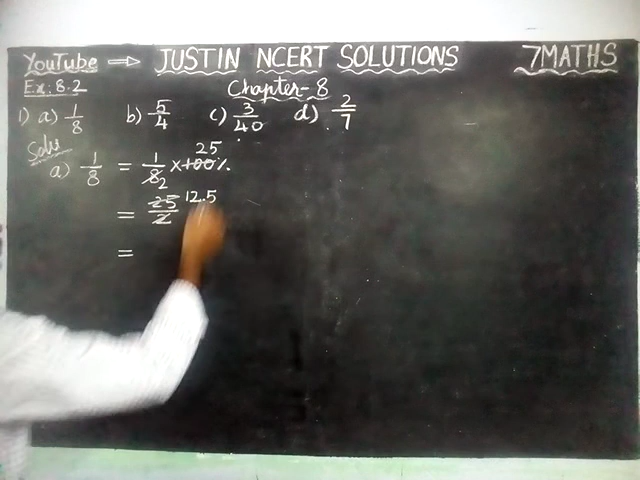 YouTube ⇒ JUSTIN NCERT SOLUTIONS 7MATHS
Ex: 8.2 Chapter-8
1) a) 1/8 b) 5/4 c) 3/40 d) 2/7
Soln
a) 1/8 = 1/8 2 × 100% 25
= 25/2 12.5
=